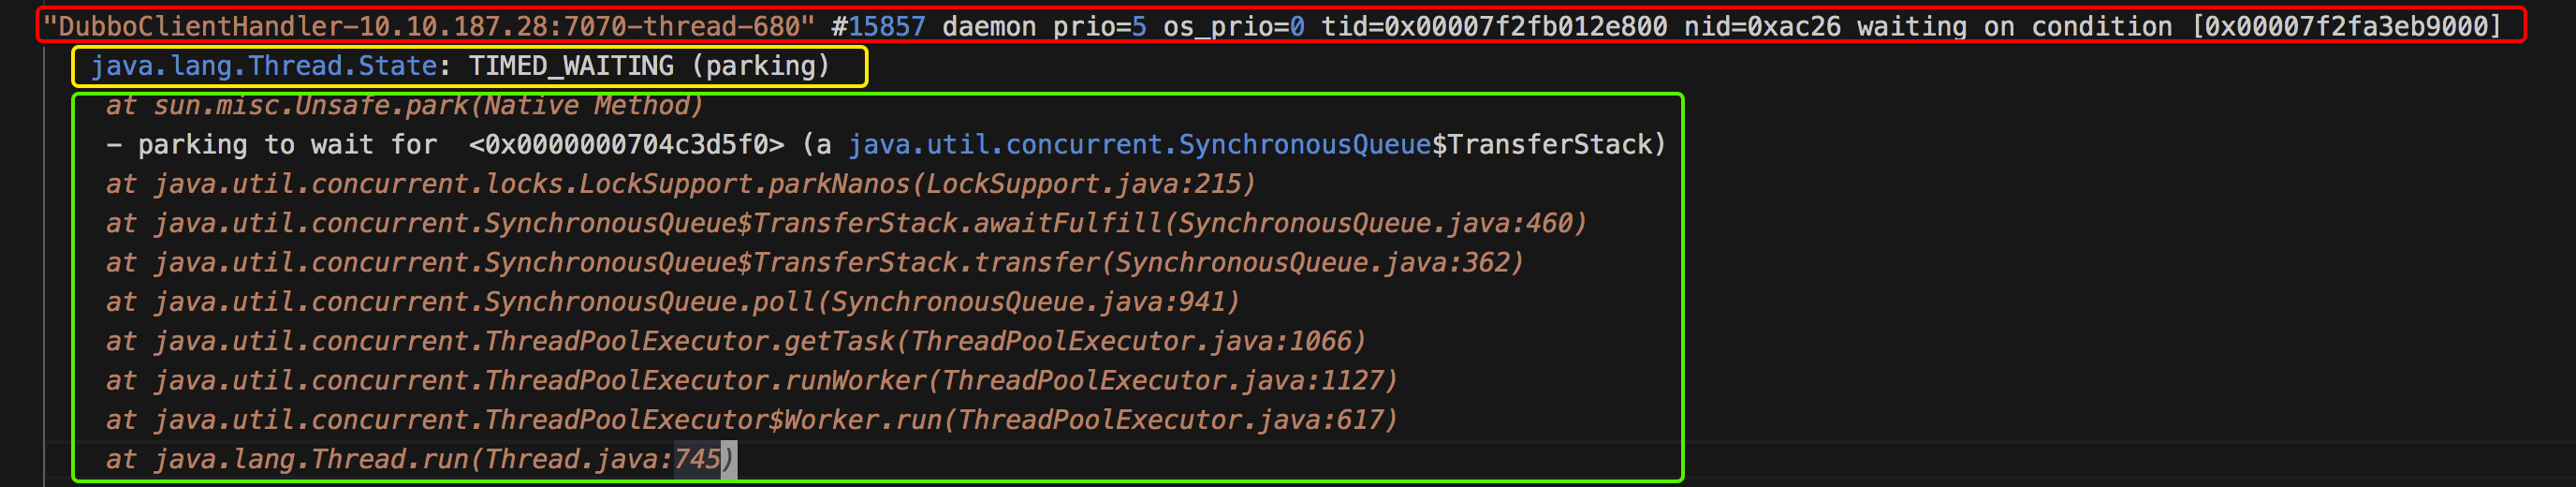 "DubboClientHandler-10.10.187.28:7070-thread-680" #15857 daemon prio=5 os_prio=0 tid=0x00007f2fb012e800 nid=0xac26 waiting on condition [0x00007f2fa3eb9000]
java.lang.Thread.State: TIMED_WAITING (parking)
at sun.misc.Unsafe.park(Native Method)
- parking to wait for  <0x0000000704c3d5f0> (a java.util.concurrent.SynchronousQueue$TransferStack)
at java.util.concurrent.locks.LockSupport.parkNanos(LockSupport.java:215)
at java.util.concurrent.SynchronousQueue$TransferStack.awaitFulfill(SynchronousQueue.java:460)
at java.util.concurrent.SynchronousQueue$TransferStack.transfer(SynchronousQueue.java:362)
at java.util.concurrent.SynchronousQueue.poll(SynchronousQueue.java:941)
at java.util.concurrent.ThreadPoolExecutor.getTask(ThreadPoolExecutor.java:1066)
at java.util.concurrent.ThreadPoolExecutor.runWorker(ThreadPoolExecutor.java:1127)
at java.util.concurrent.ThreadPoolExecutor$Worker.run(ThreadPoolExecutor.java:617)
at java.lang.Thread.run(Thread.java:745)